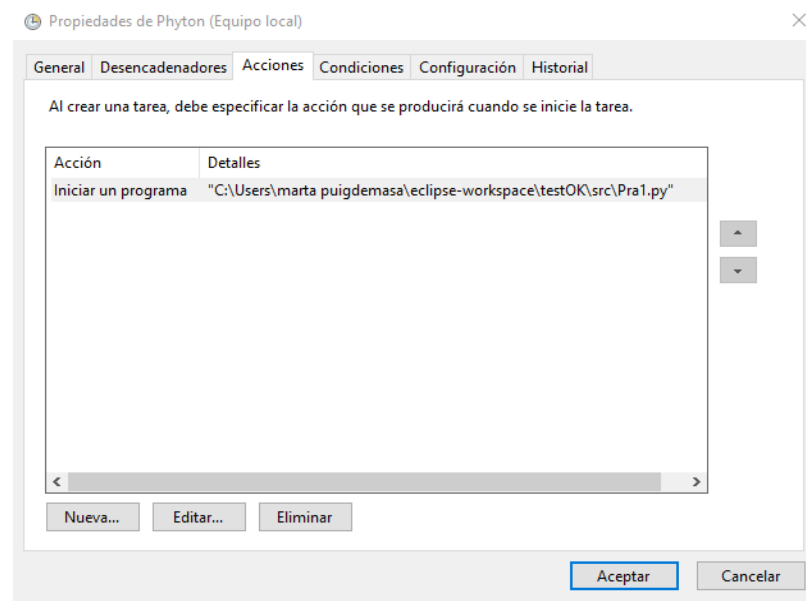 Propiedades de Phyton (Equipo local)
General Desencadenadores Acciones Condiciones Configuración Historial
Al crear una tarea, debe especificar la acción que se producirá cuando se inicie la tarea.
Acción Detalles
Iniciar un programa "C:\Users\marta puigdemasa\eclipse-workspace\testOK\src\Pra1.py"
Nueva... Editar... Eliminar
Aceptar Cancelar